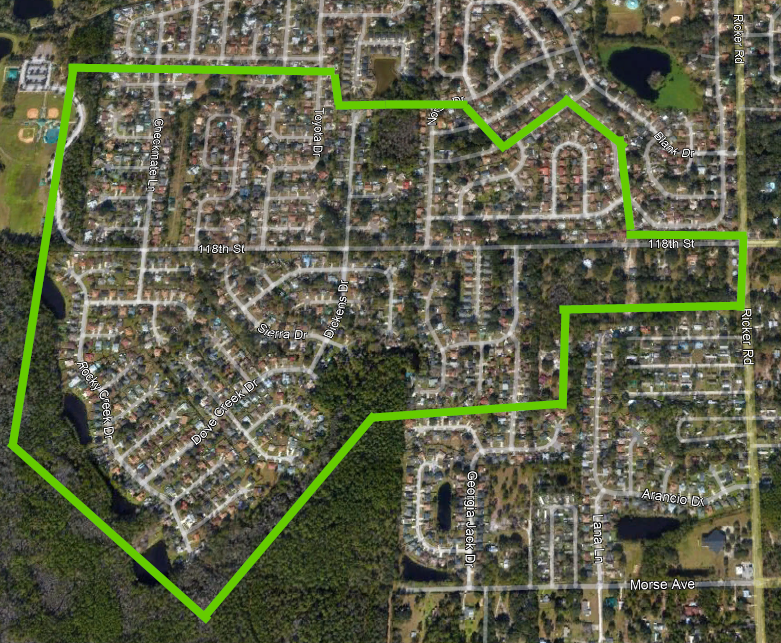 Ricker Rd
Checkmate Ln
Toyota Dr
Blank Dr
118th St
118th St
Dickens Dr
Sierra Dr
Ricker Rd
Rocky Creek Dr
Dove Creek Dr
Georgia Jack Dr
Arancio Dr
Lana Ln
Morse Ave